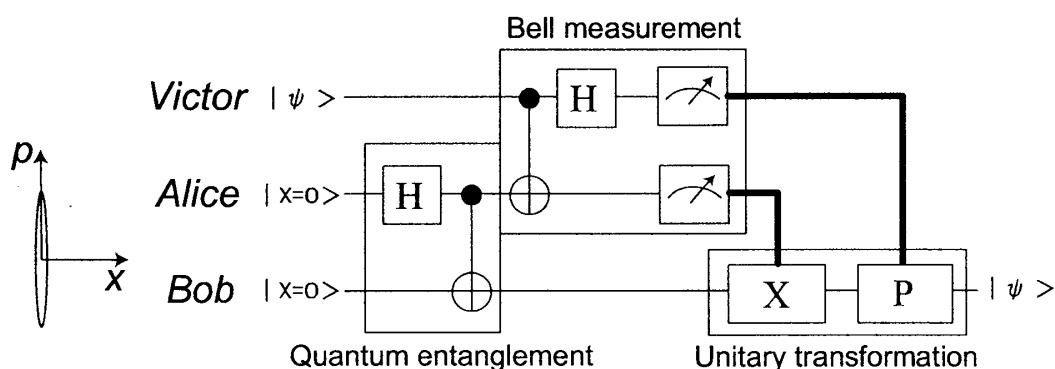 Bell measurement
Victor | ψ > H
p
Alice | x=0> H
x
Bob | x=0> X P | ψ >
Quantum entanglement Unitary transformation